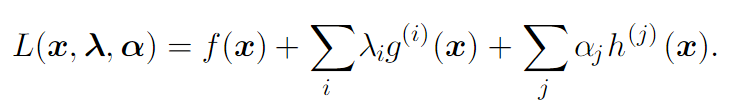 L(x, λ, α) = f(x) + ∑_i λ_i g^{(i)}(x) + ∑_j α_j h^{(j)}(x).